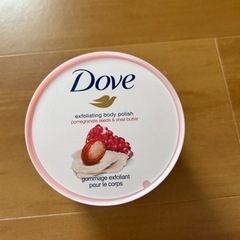 Dove
exfoliating body polish
pomegranate seeds & shea butter
gommage exfoliant
pour le corps